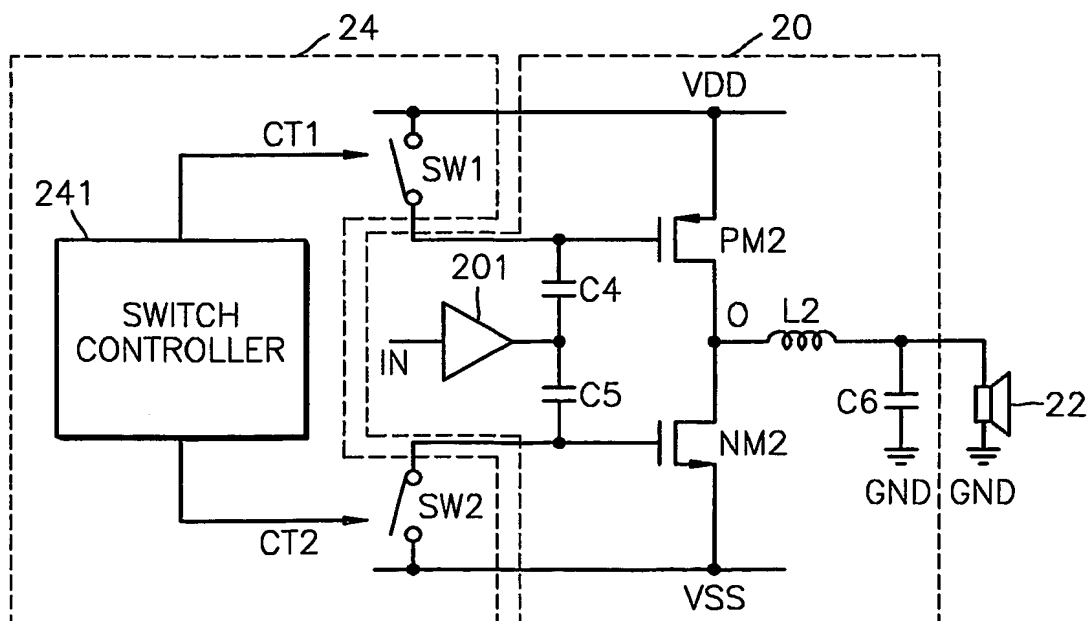 24
20
VDD
CT1
SW1
241
PM2
201
C4
SWITCH
CONTROLLER
O
L2
IN
C5
C6
22
NM2
SW2
GND
GND
CT2
VSS